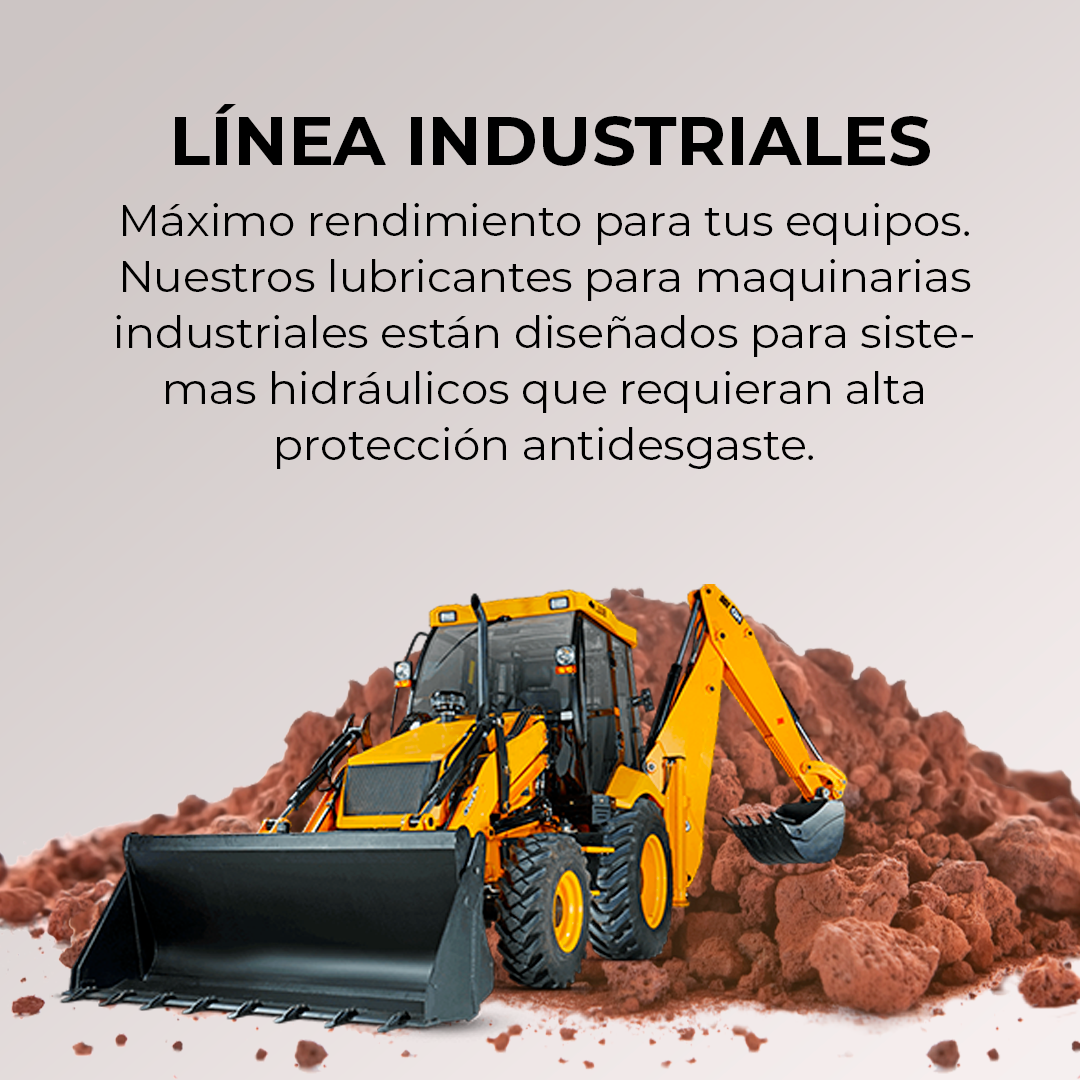 LÍNEA INDUSTRIALES
Máximo rendimiento para tus equipos.
Nuestros lubricantes para maquinarias
industriales están diseñados para siste-
mas hidráulicos que requieran alta
protección antidesgaste.